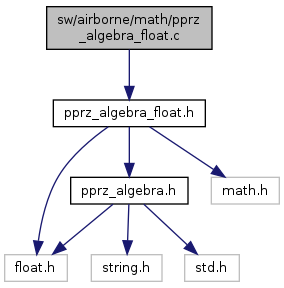 sw/airborne/math/pprz
_algebra_float.c
pprz_algebra_float.h
pprz_algebra.h
math.h
float.h
string.h
std.h